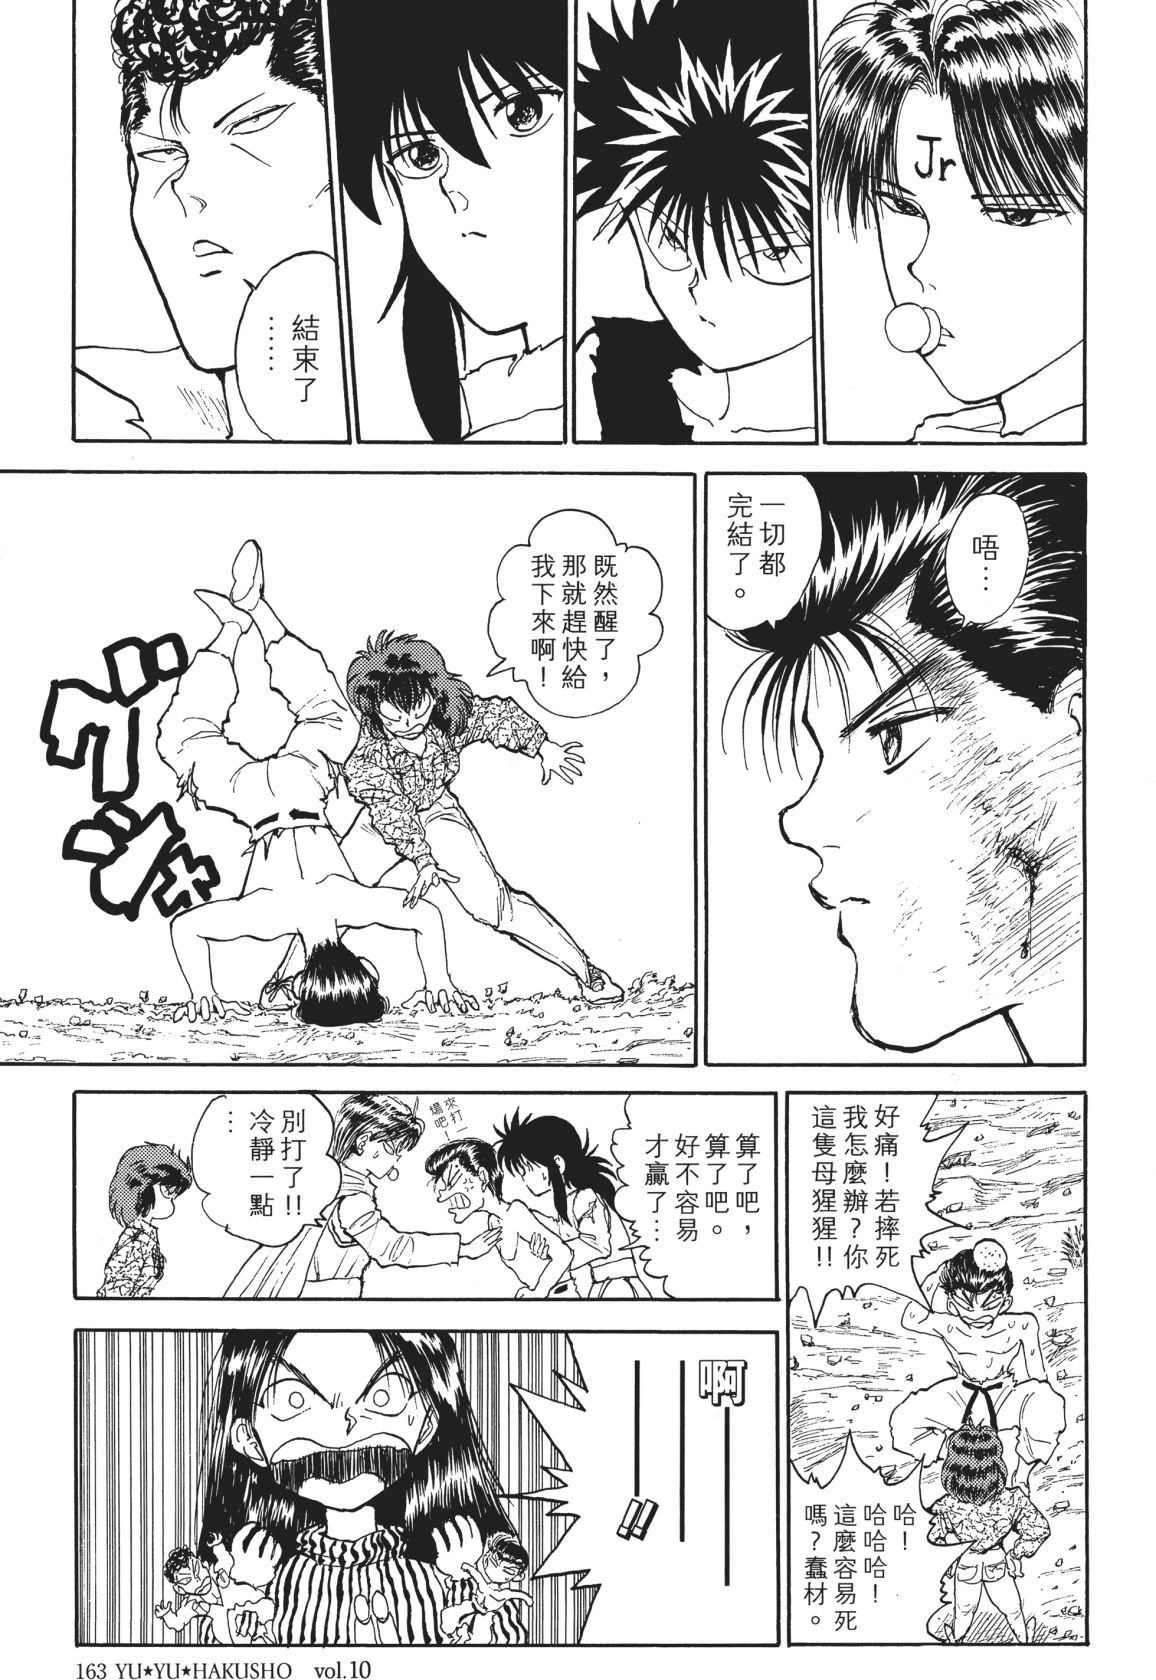 Jr
結束了
……
唔…
一切都
完結了。
既然醒了，
那就趕快給
我下來啊！
グシャ
好痛！若摔死
我怎麼辦？你
這隻母猩猩!!
哈！
哈哈哈！
這麼容易死
嗎？蠢材。
算了吧，
算了吧。
好不容易
才贏了…
來打一
場吧！
別打了!!
冷靜一點
…
啊————!!
163 YU★YU★HAKUSHO vol.10